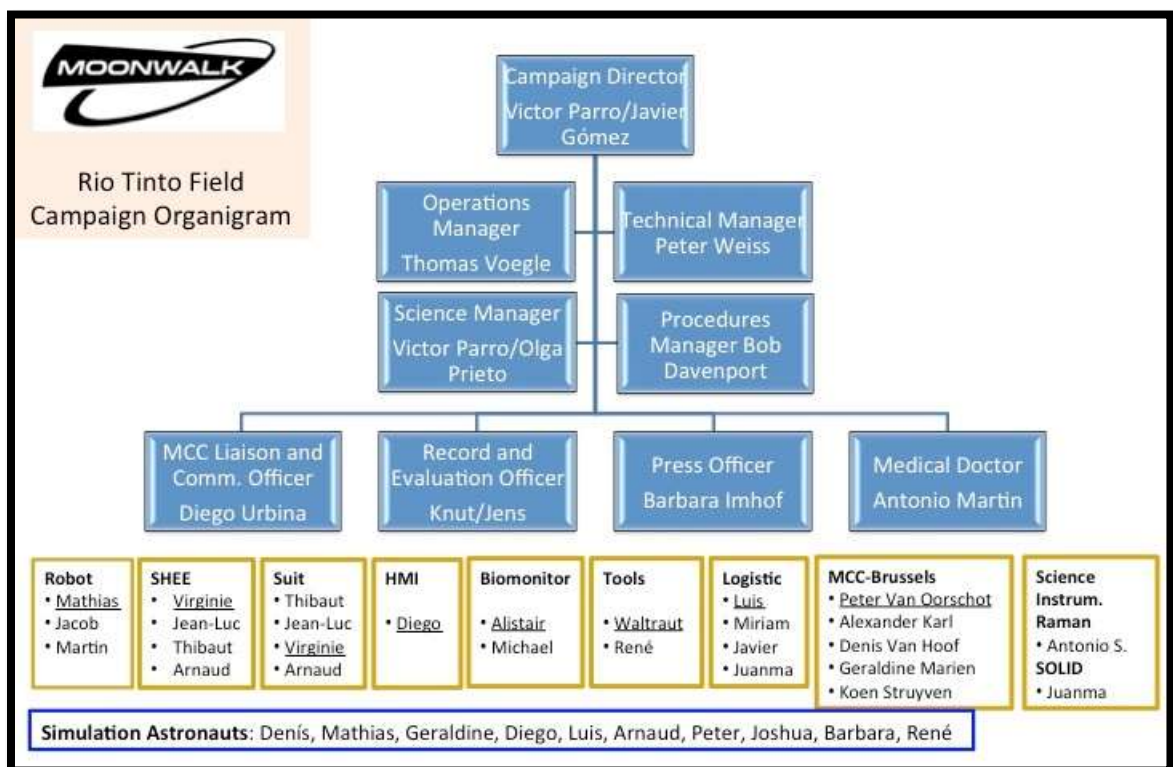 MOONWALK
Rio Tinto Field
Campaign Organigram
Campaign Director
Victor Parro/Javier
Gómez
Operations
Manager
Thomas Voegle
Technical Manager
Peter Weiss
Science Manager
Victor Parro/Olga
Prieto
Procedures
Manager Bob
Davenport
MCC Liaison and
Comm. Officer
Diego Urbina
Record and
Evaluation Officer
Knut/Jens
Press Officer
Barbara Imhof
Medical Doctor
Antonio Martin
Robot
• Mathias
• Jacob
• Martin
SHEE
• Virginie
• Jean-Luc
• Thibaut
• Arnaud
Suit
• Thibaut
• Jean-Luc
• Virginie
• Arnaud
HMI
• Diego
Biomonitor
• Alistair
• Michael
Tools
• Waltraut
• René
Logistic
• Luis
• Miriam
• Javier
• Juanma
MCC-Brussels
• Peter Van Oorschot
• Alexander Karl
• Denis Van Hoof
• Geraldine Marien
• Koen Struyven
Science
Instrum.
Raman
• Antonio S.
SOLID
• Juanma
Simulation Astronauts: Denís, Mathias, Geraldine, Diego, Luis, Arnaud, Peter, Joshua, Barbara, René